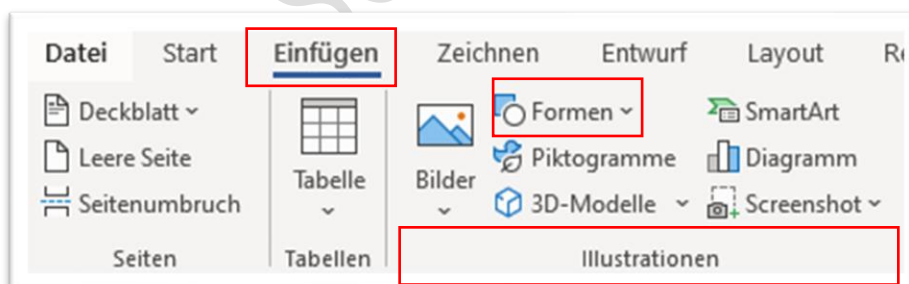 Datei Start Einfügen Zeichnen Entwurf Layout
Deckblatt
Leere Seite
Seitenumbruch
Seiten
Tabelle
Tabellen
Bilder
Formen
Piktogramme
3D-Modelle
SmartArt
Diagramm
Screenshot
Illustrationen